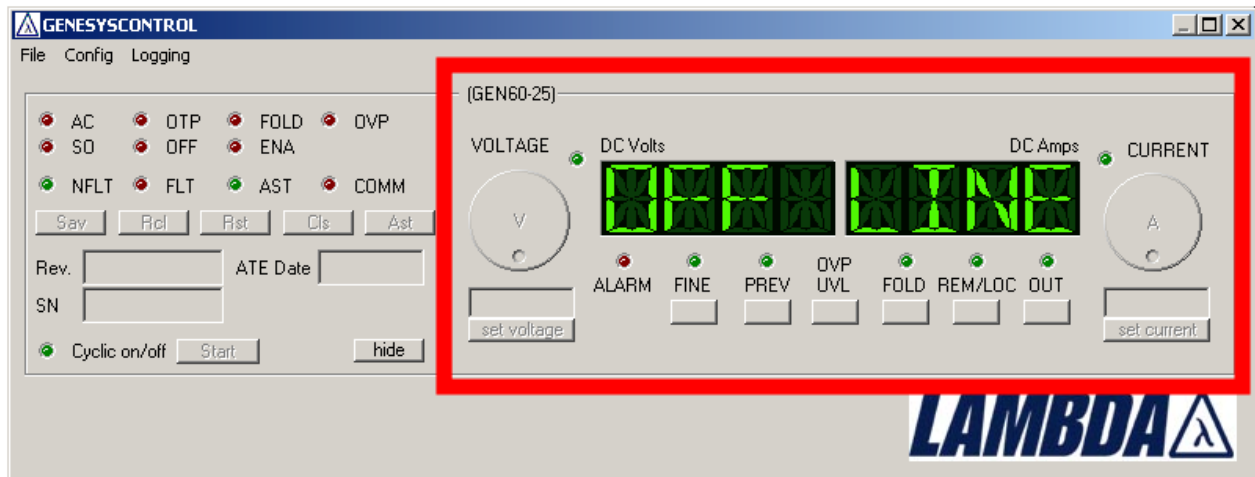 GENESYSCONTROL
File Config Logging
AC OTP FOLD OVP
SO OFF ENA
NFLT FLT AST COMM
Sav Rcl Rst Cls Ast
Rev. ATE Date
SN
Cyclic on/off Start hide
(GEN60-25)
VOLTAGE DC Volts DC Amps CURRENT
OFF LINE
V A
ALARM FINE PREV OVP UVL FOLD REM/LOC OUT
set voltage set current
LAMBDA λ